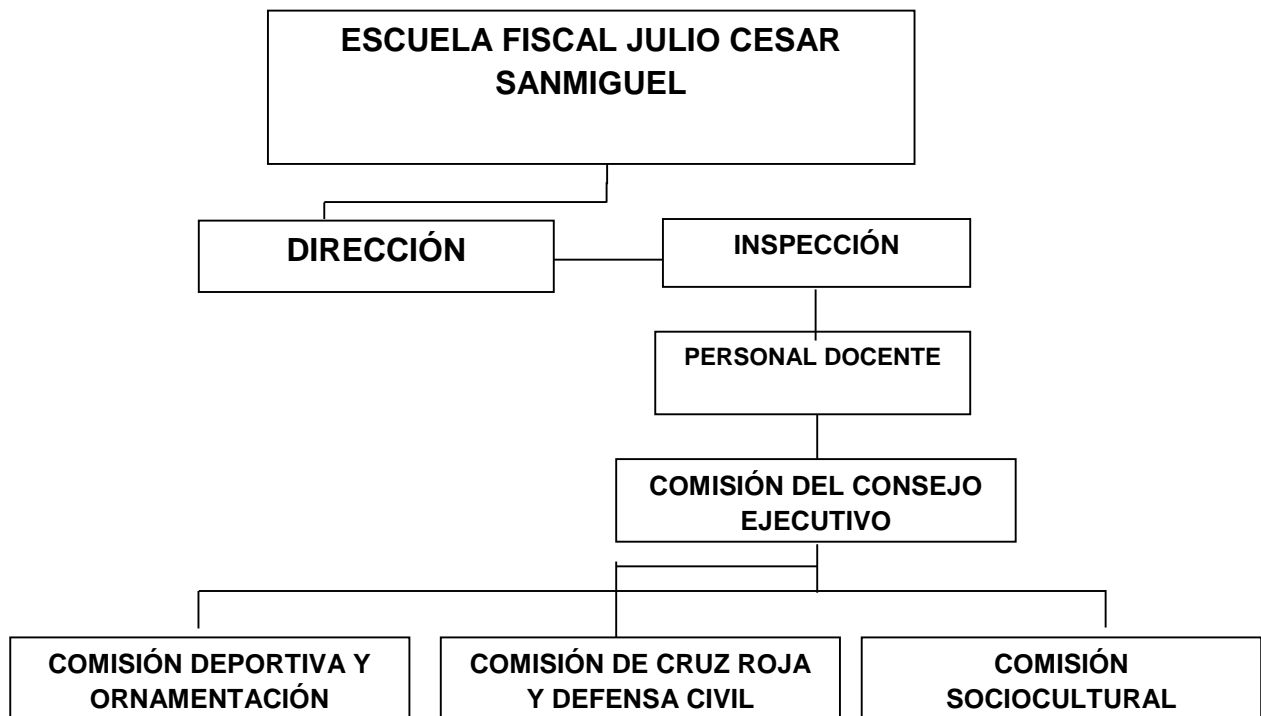 ESCUELA FISCAL JULIO CESAR
SANMIGUEL
DIRECCIÓN
INSPECCIÓN
PERSONAL DOCENTE
COMISIÓN DEL CONSEJO
EJECUTIVO
COMISIÓN DEPORTIVA Y
ORNAMENTACIÓN
COMISIÓN DE CRUZ ROJA
Y DEFENSA CIVIL
COMISIÓN
SOCIOCULTURAL